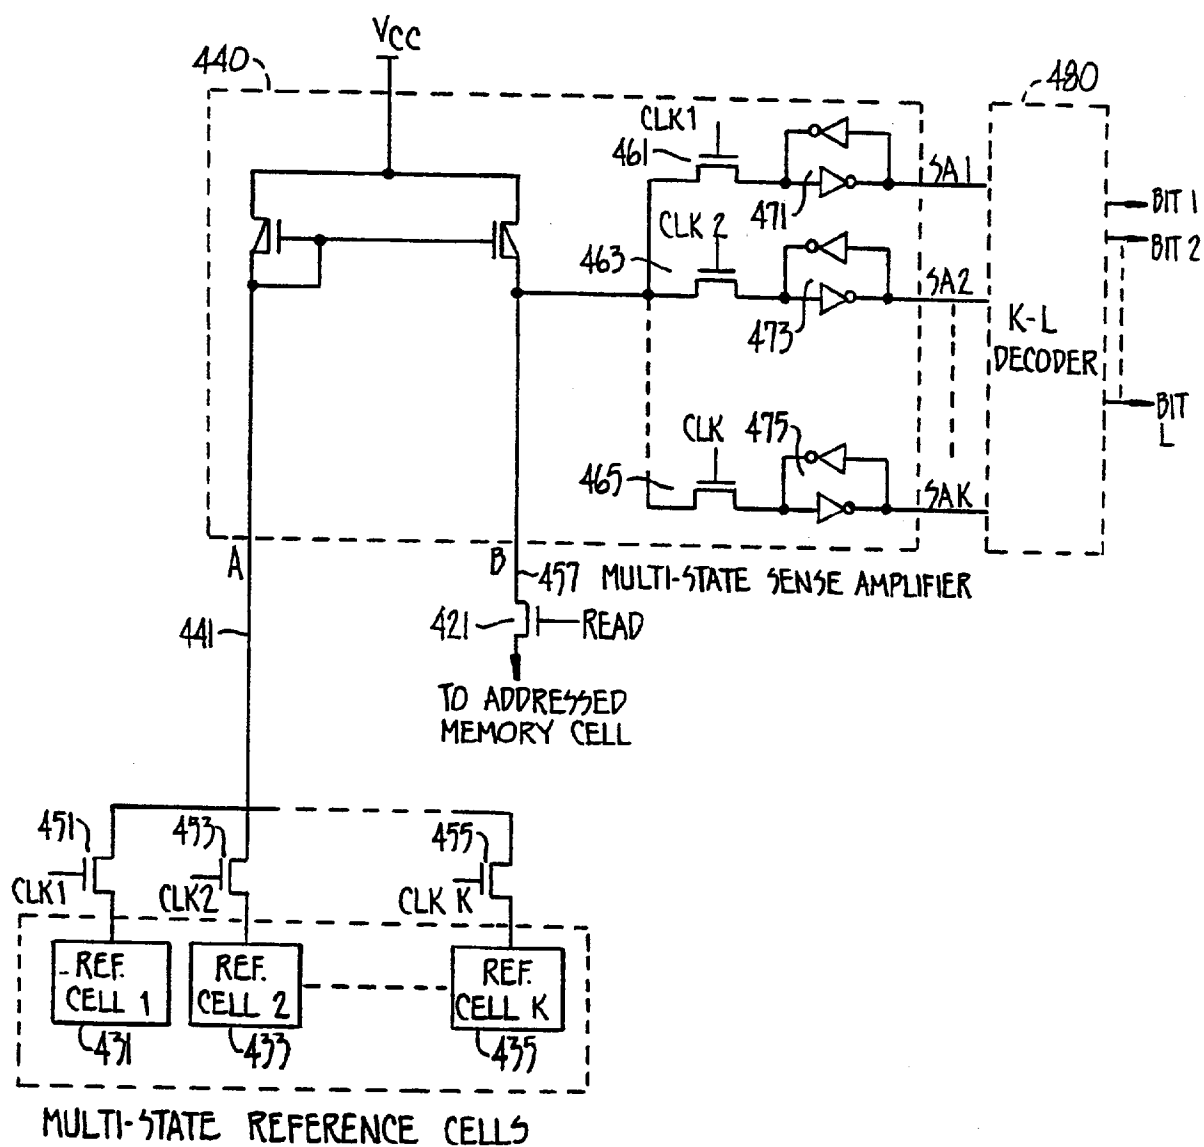 VCC
440
480
CLK1
461
471
SA1
BIT 1
CLK 2
BIT 2
463
473
SA2
K-L
DECODER
BIT
L
CLK
475
465
SAK
A
B
457
MULTI-STATE SENSE AMPLIFIER
421
READ
441
TO ADDRESSED
MEMORY CELL
451
453
455
CLK1
CLK2
CLK K
REF.
CELL 1
REF.
CELL 2
REF.
CELL K
431
433
435
MULTI-STATE REFERENCE CELLS